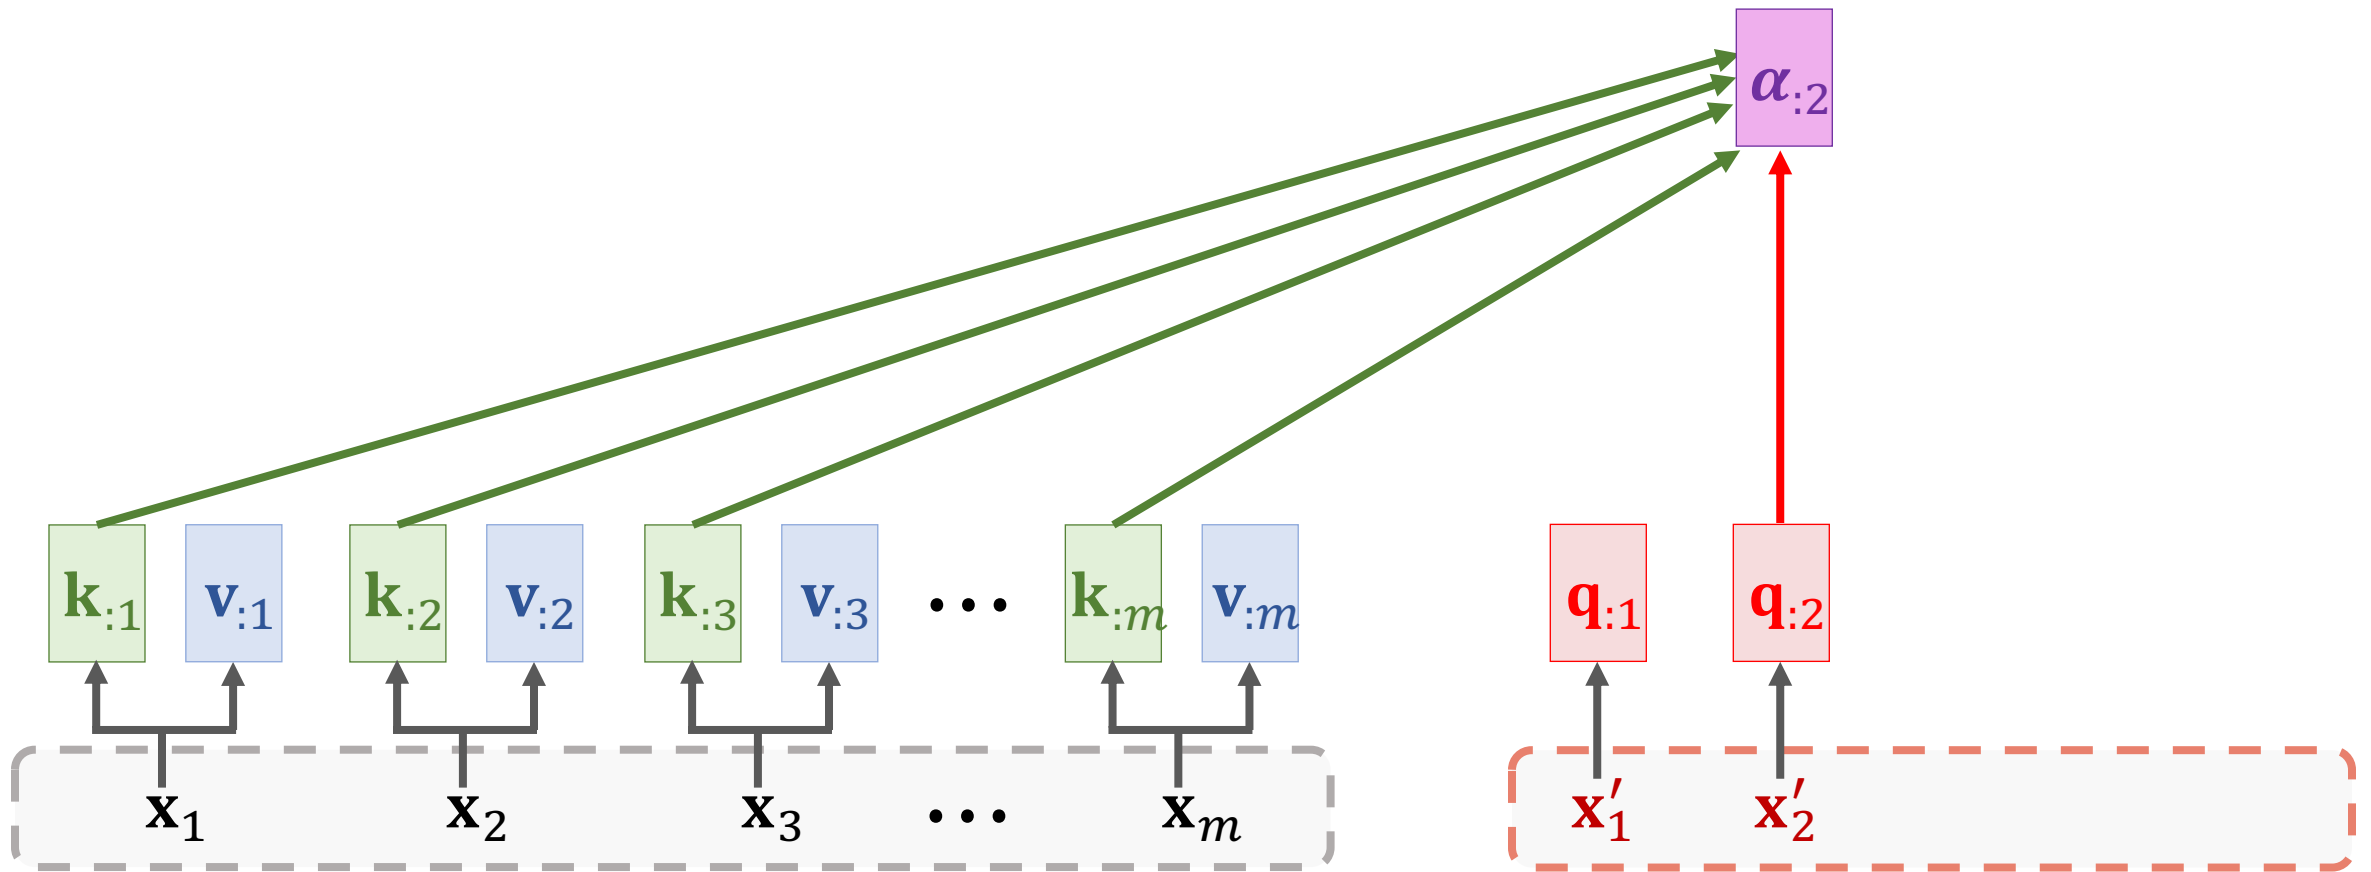 𝜶:2
k:1 v:1 k:2 v:2 k:3 v:3 ⋯ k:m v:m q:1 q:2
x₁ x₂ x₃ ⋯ xₘ x′₁ x′₂